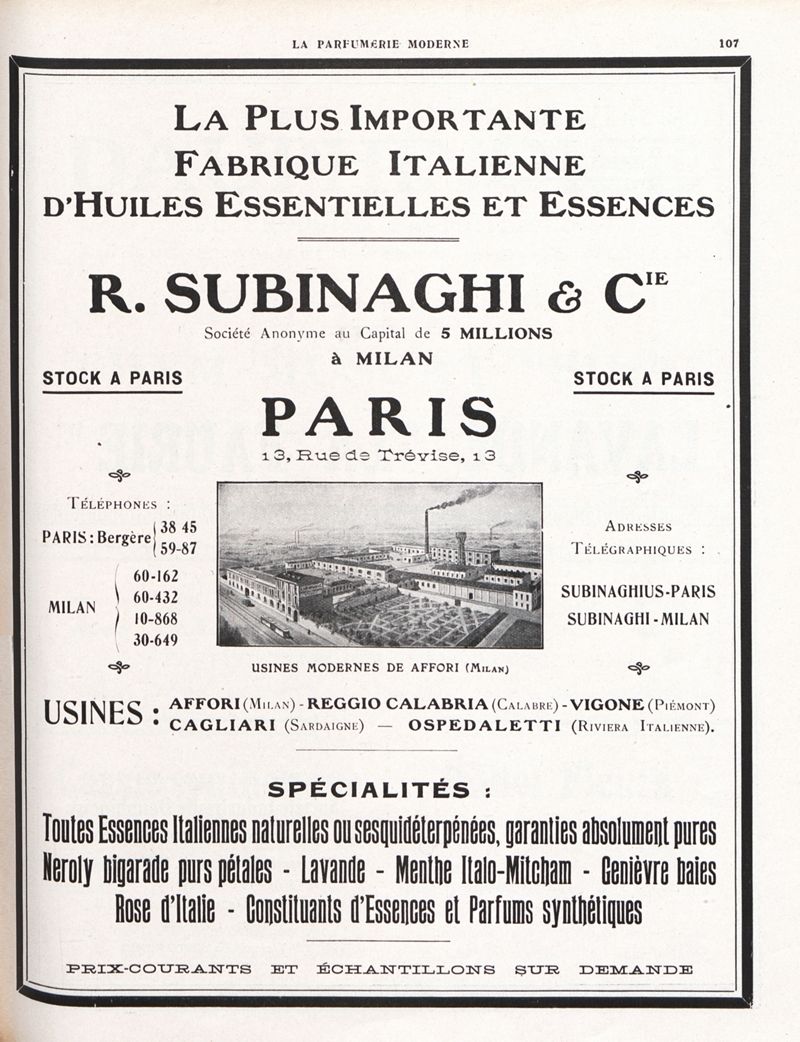 LA PARFUMERIE MODERNE 107
LA PLUS IMPORTANTE
FABRIQUE ITALIENNE
D'HUILES ESSENTIELLES ET ESSENCES
R. SUBINAGHI & CIE
Société Anonyme au Capital de 5 MILLIONS
à MILAN
STOCK A PARIS
STOCK A PARIS
PARIS
13, Rue de Trévise, 13
TÉLÉPHONES :
PARIS : Bergère { 38 45
59-87
MILAN
60-162
60-432
10-868
30-649
ADRESSES
TÉLÉGRAPHIQUES :
SUBINAGHIUS-PARIS
SUBINAGHI-MILAN
USINES MODERNES DE AFFORI (MILAN)
USINES : AFFORI (MILAN) - REGGIO CALABRIA (CALABRE) - VIGONE (PIÉMONT)
CAGLIARI (SARDAIGNE) — OSPEDALETTI (RIVIERA ITALIENNE).
SPÉCIALITÉS :
Toutes Essences Italiennes naturelles ou sesquidéterpénées, garanties absolument pures
Neroly bigarade purs pétales - Lavande - Menthe Italo-Mitcham - Genièvre baies
Rose d'Italie - Constituants d'Essences et Parfums synthétiques
PRIX-COURANTS ET ÉCHANTILLONS SUR DEMANDE